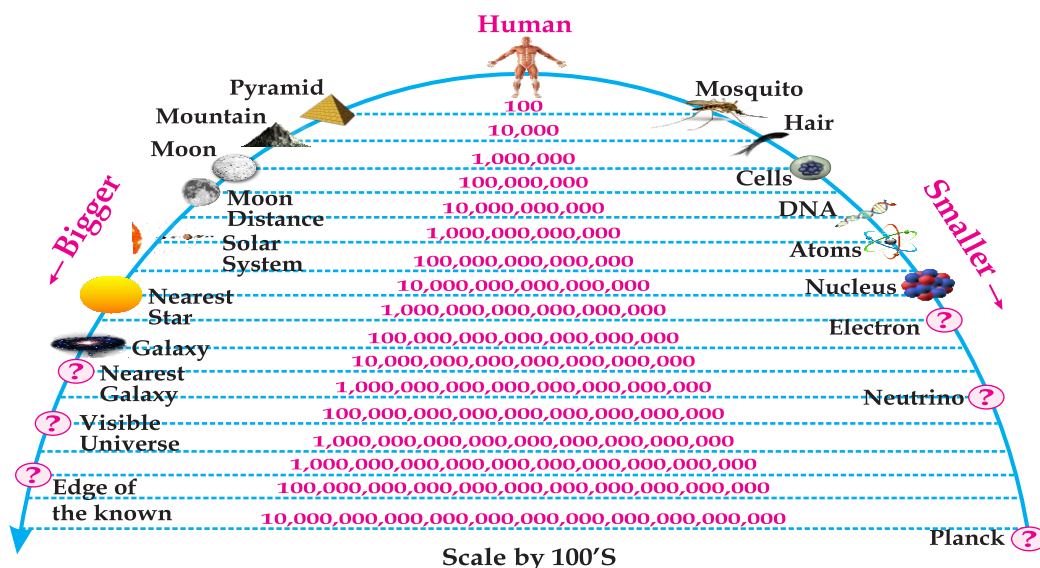 Human
Pyramid
Mosquito
100
Mountain
10,000
Hair
Moon
1,000,000
Cells
100,000,000
Moon
Distance
10,000,000,000
DNA
Bigger
Smaller
1,000,000,000,000
Solar
System
Atoms
100,000,000,000,000
10,000,000,000,000,000
Nucleus
Nearest
Star
1,000,000,000,000,000,000
Electron
100,000,000,000,000,000,000
Galaxy
10,000,000,000,000,000,000,000
?
?
Nearest
Galaxy
1,000,000,000,000,000,000,000,000
Neutrino
?
100,000,000,000,000,000,000,000,000
?
Visible
Universe
1,000,000,000,000,000,000,000,000,000
1,000,000,000,000,000,000,000,000,000,000
?
Edge of
the known
100,000,000,000,000,000,000,000,000,000,000
10,000,000,000,000,000,000,000,000,000,000,000
Planck
?
Scale by 100'S